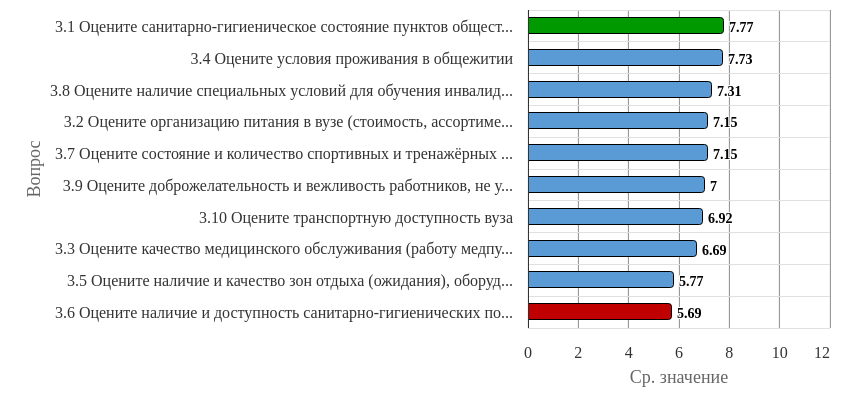 3.1 Оцените санитарно-гигиеническое состояние пунктов общест... 7.77
3.4 Оцените условия проживания в общежитии 7.73
3.8 Оцените наличие специальных условий для обучения инвалид... 7.31
3.2 Оцените организацию питания в вузе (стоимость, ассортиме... 7.15
3.7 Оцените состояние и количество спортивных и тренажёрных ... 7.15
3.9 Оцените доброжелательность и вежливость работников, не у... 7
3.10 Оцените транспортную доступность вуза 6.92
3.3 Оцените качество медицинского обслуживания (работу медпу... 6.69
3.5 Оцените наличие и качество зон отдыха (ожидания), оборуд... 5.77
3.6 Оцените наличие и доступность санитарно-гигиенических по... 5.69
Вопрос
0 2 4 6 8 10 12
Ср. значение